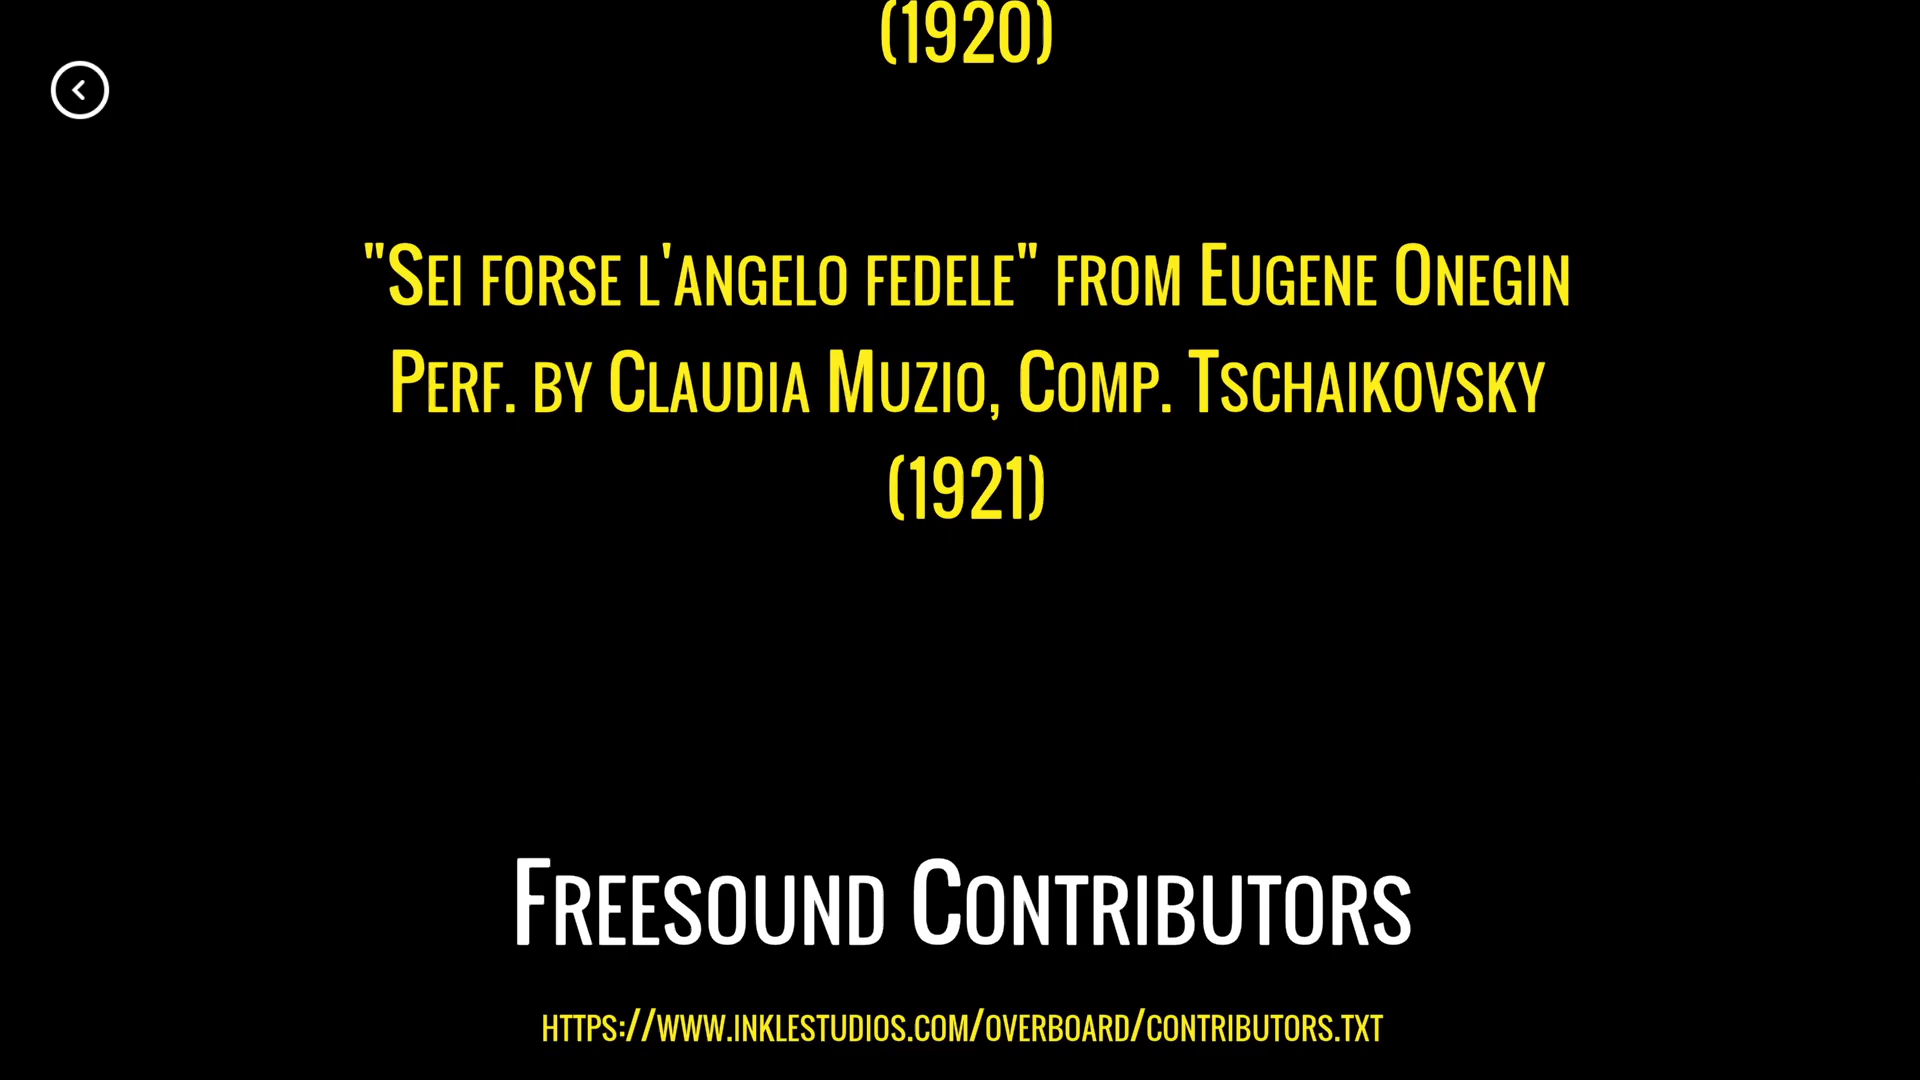 (1920)
"Sei forse l'angelo fedele" from Eugene Onegin
Perf. by Claudia Muzio, Comp. Tschaikovsky
(1921)
Freesound Contributors
https://www.inklestudios.com/overboard/contributors.txt